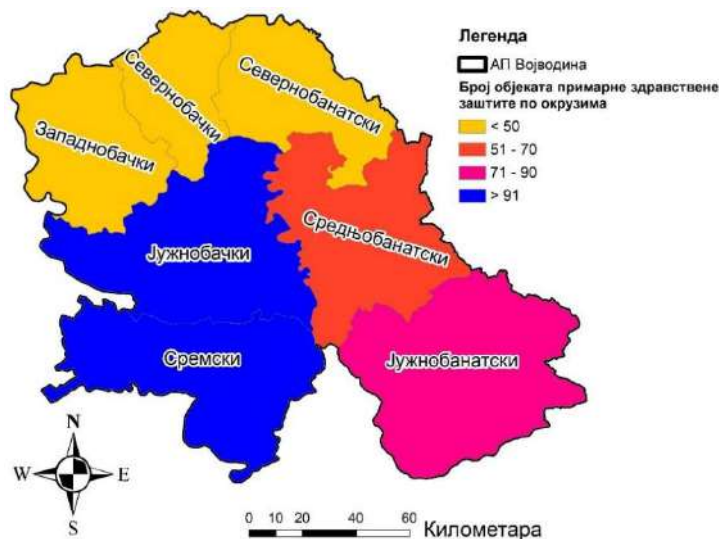 Легенда
АП Војводина
Број објеката примарне здравствене
заштите по окрузима
< 50
51 - 70
71 - 90
> 91
Западнобачки
Севернобачки
Севернобанатски
Јужнобачки
Средњобанатски
Сремски
Јужнобанатски
N
W
E
S
0 10 20 40 60
Километара